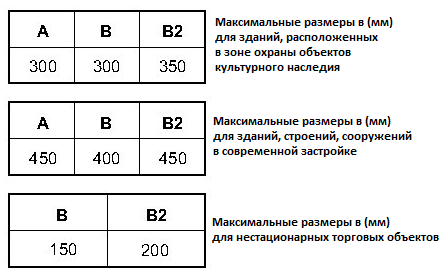 A B B2
300 300 350
Максимальные размеры в (мм)
для зданий, расположенных
в зоне охраны объектов
культурного наследия
A B B2
450 400 450
Максимальные размеры в (мм)
для зданий, строений, сооружений
в современной застройке
B B2
150 200
Максимальные размеры в (мм)
для нестационарных торговых объектов